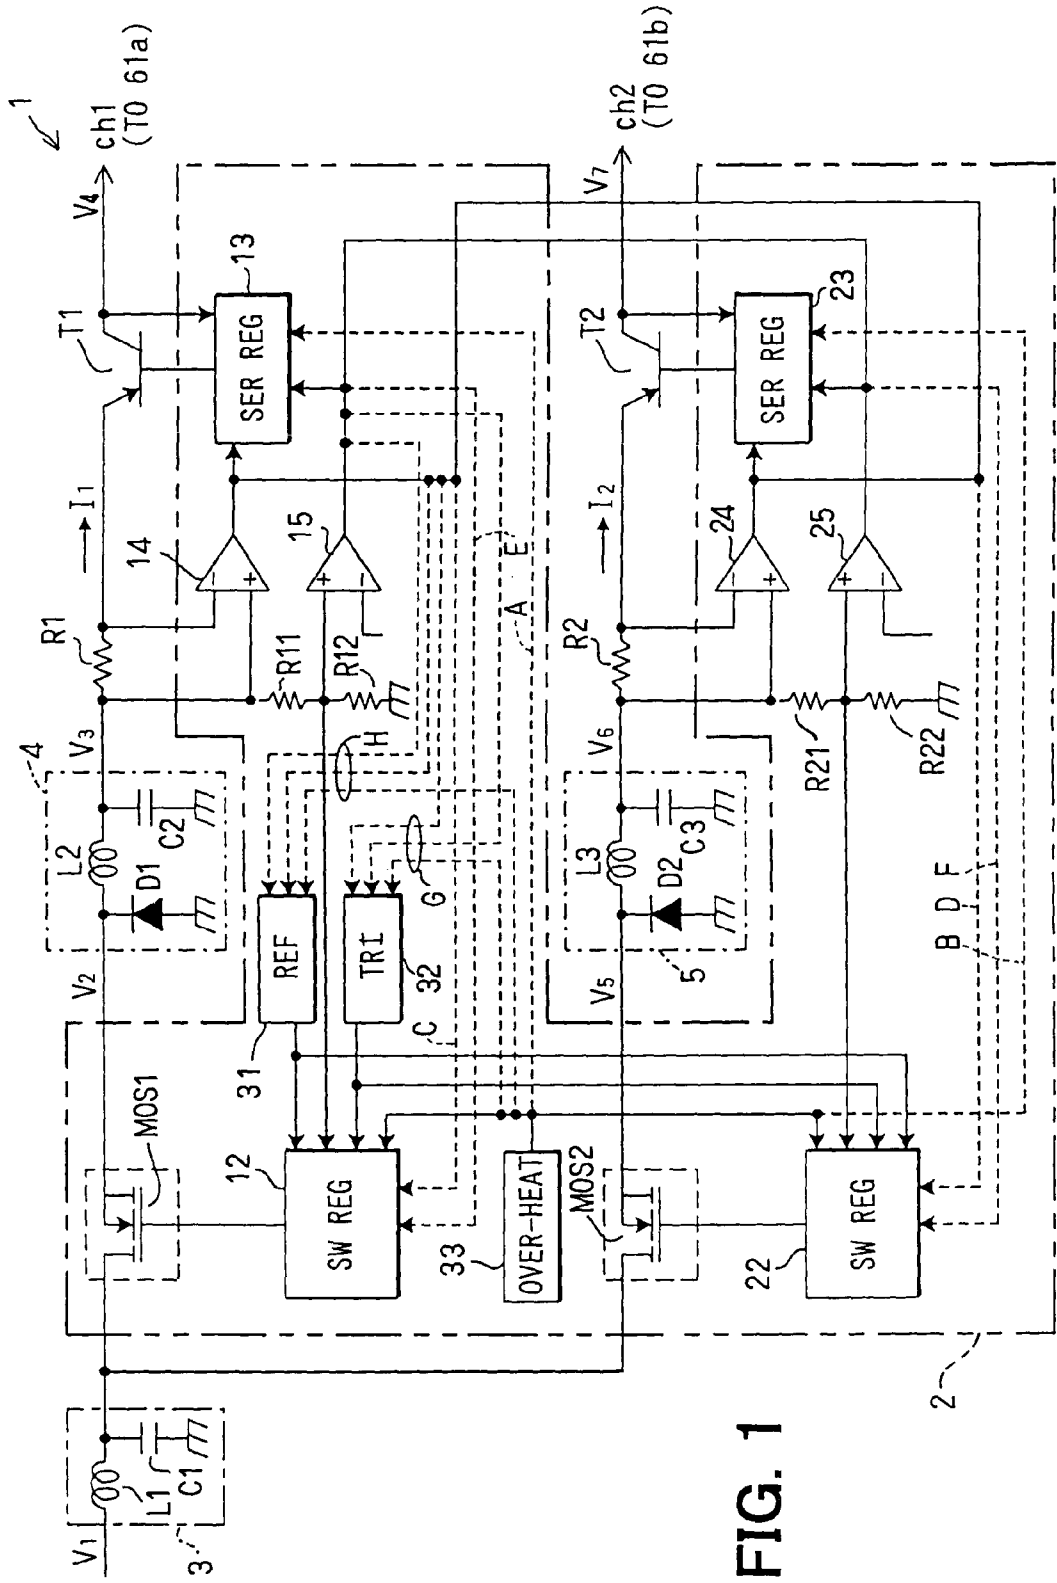 1
V1
L1
C1
3
MOS1
V2
L2
D1
C2
4
V3
R1
I1
T1
V4
ch1
(TO 61a)
12
SW REG
31
REF
TRI
32
H
G
R11
R12
14
-
+
15
+
-
13
SER REG
C
E
A
33
OVER-HEAT
MOS2
V5
L3
D2
C3
5
V6
R2
I2
T2
V7
ch2
(TO 61b)
22
SW REG
R21
R22
24
-
+
25
+
-
23
SER REG
B
D
F
2
FIG. 1